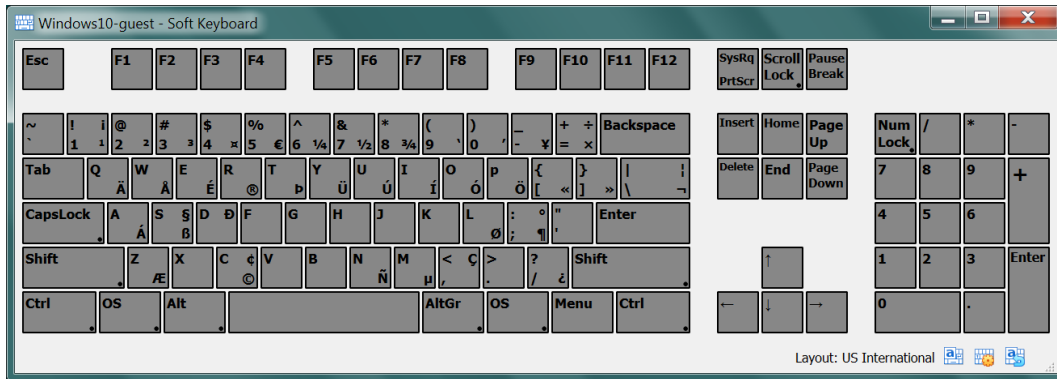 Windows10-guest - Soft Keyboard
Esc F1 F2 F3 F4 F5 F6 F7 F8 F9 F10 F11 F12 SysRq PrtScr Scroll Lock Pause Break
~ ! ¡ @ # $ % ^ & * ( ) _ + ÷ Backspace Insert Home Page Up Num Lock / * -
` 1 ¹ 2 ² 3 ³ 4 ¤ 5 € 6 ¼ 7 ½ 8 ¾ 9 ‘ 0 ’ - ¥ = ×
Tab Q W E R T Y U I O p { } | ¦ Delete End Page Down 7 8 9 +
Ä Å É ® Þ Ü Ú Í Ó Ö [ « ] » \ ¬
CapsLock A S § D Ð F G H J K L : ° " Enter 4 5 6
Á ß Ø ; ¶ '
Shift Z X C ¢ V B N M < Ç > ? Shift ↑ 1 2 3 Enter
Æ © Ñ µ , . / ¿
Ctrl OS Alt AltGr OS Menu Ctrl ← ↓ → 0 .
Layout: US International